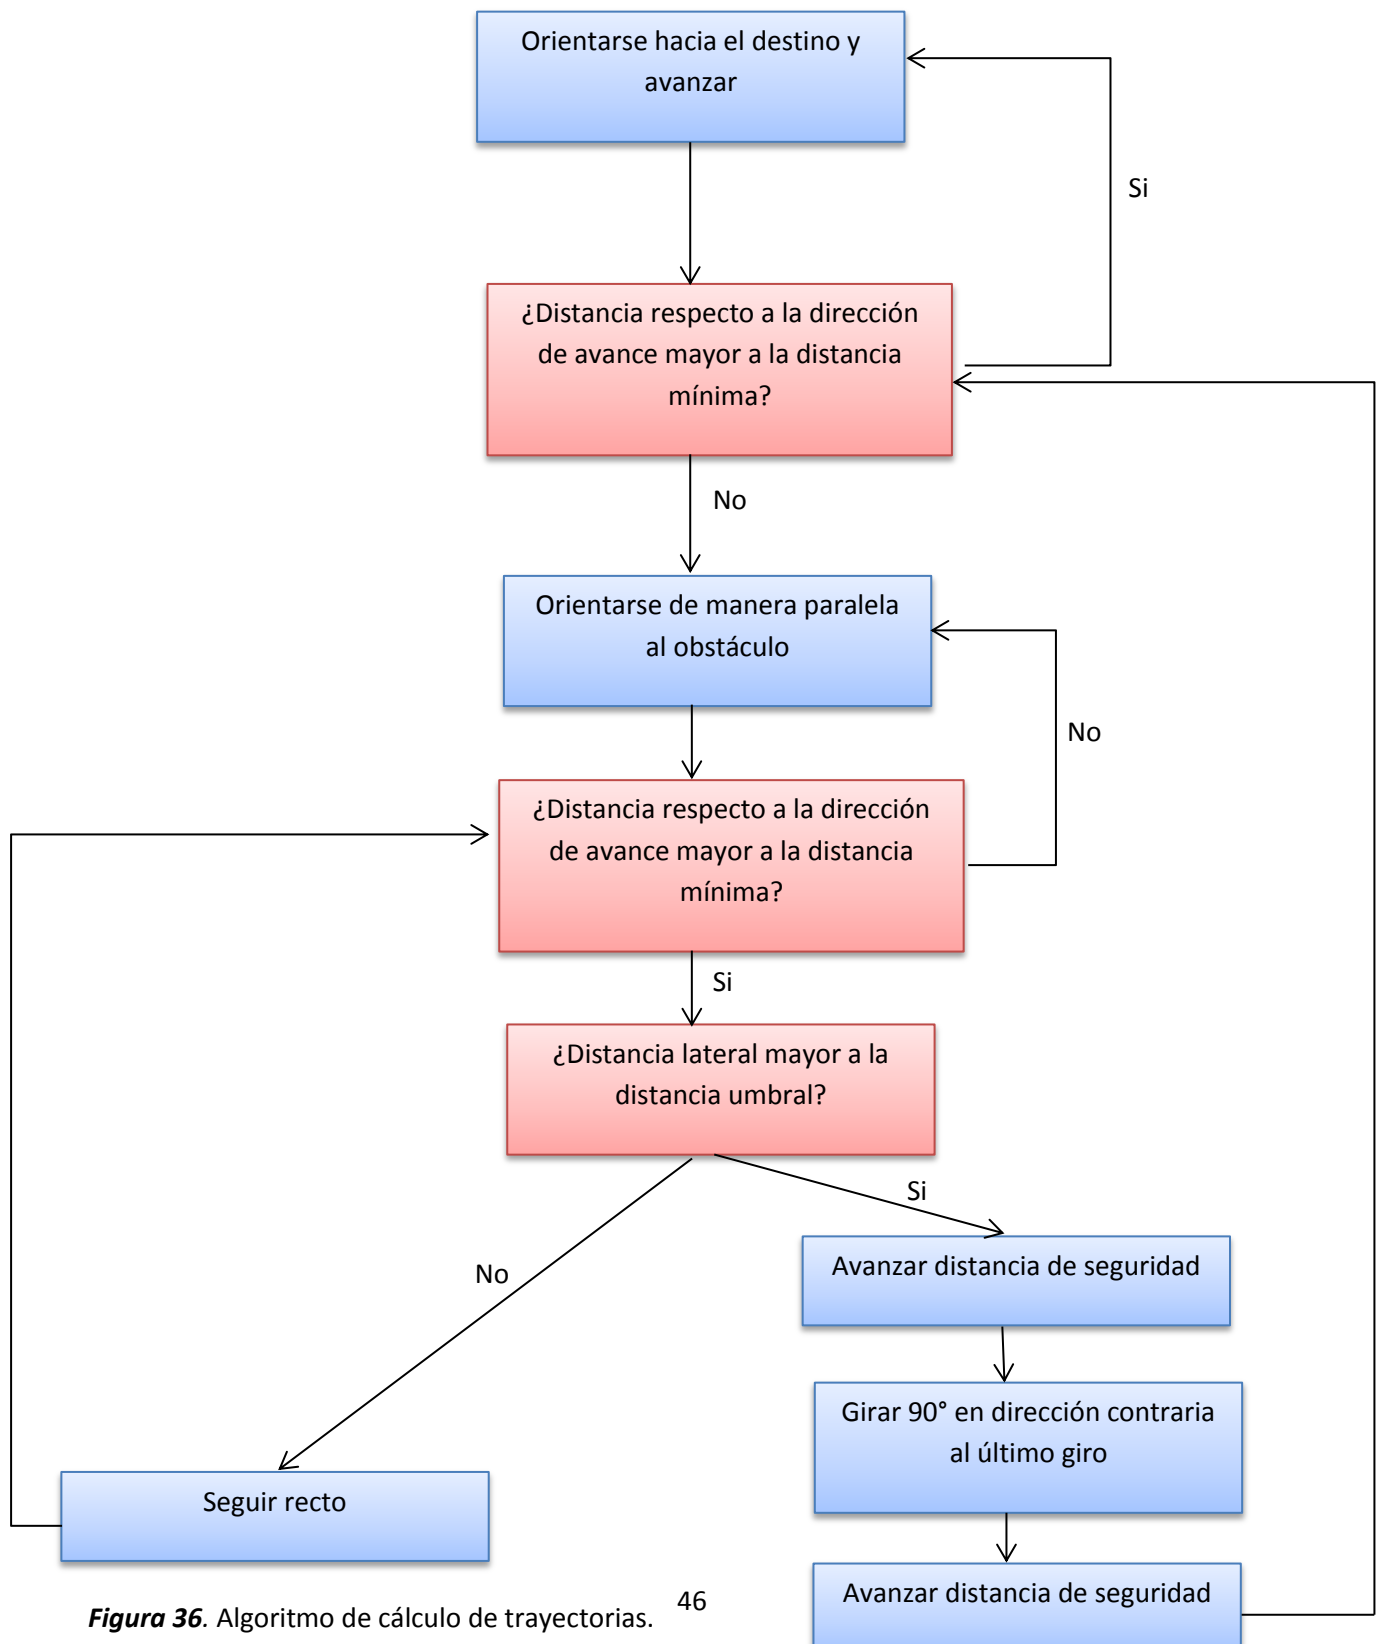 Orientarse hacia el destino y
avanzar
Si
¿Distancia respecto a la dirección
de avance mayor a la distancia
mínima?
No
Orientarse de manera paralela
al obstáculo
No
¿Distancia respecto a la dirección
de avance mayor a la distancia
mínima?
Si
¿Distancia lateral mayor a la
distancia umbral?
Si
No
Avanzar distancia de seguridad
Girar 90° en dirección contraria
al último giro
Seguir recto
Avanzar distancia de seguridad
46
Figura 36. Algoritmo de cálculo de trayectorias.